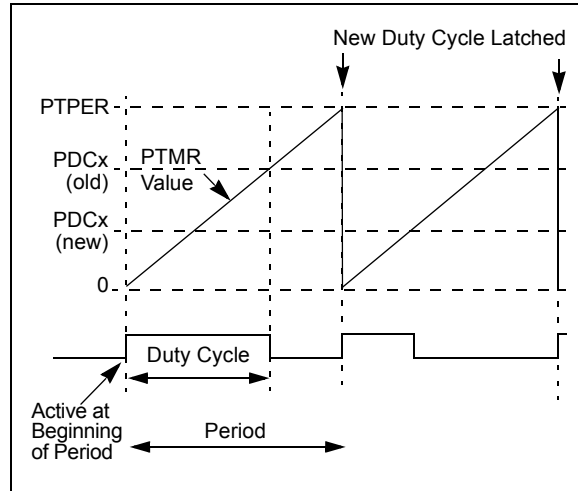 New Duty Cycle Latched
PTPER
PDCx
(old)
PTMR
Value
PDCx
(new)
0
Duty Cycle
Active at
Beginning
of Period
Period